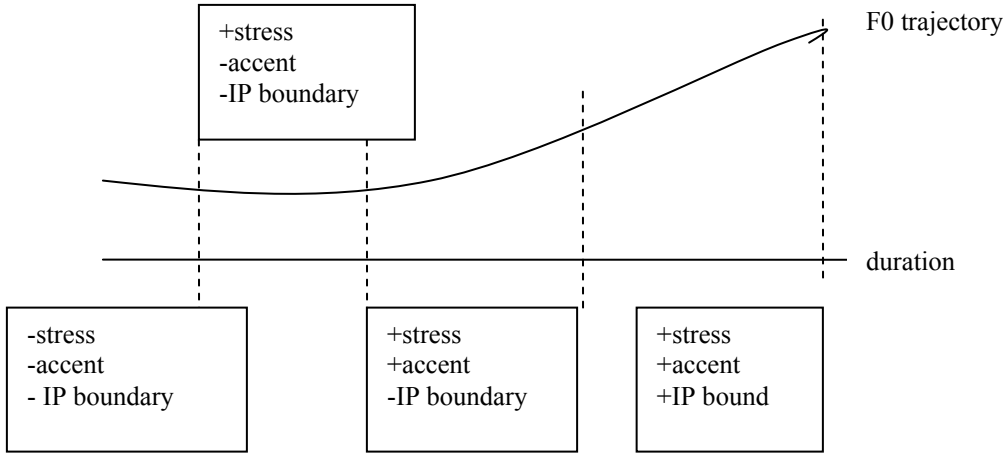 F0 trajectory
+stress
-accent
-IP boundary
duration
-stress
-accent
- IP boundary
+stress
+accent
-IP boundary
+stress
+accent
+IP bound